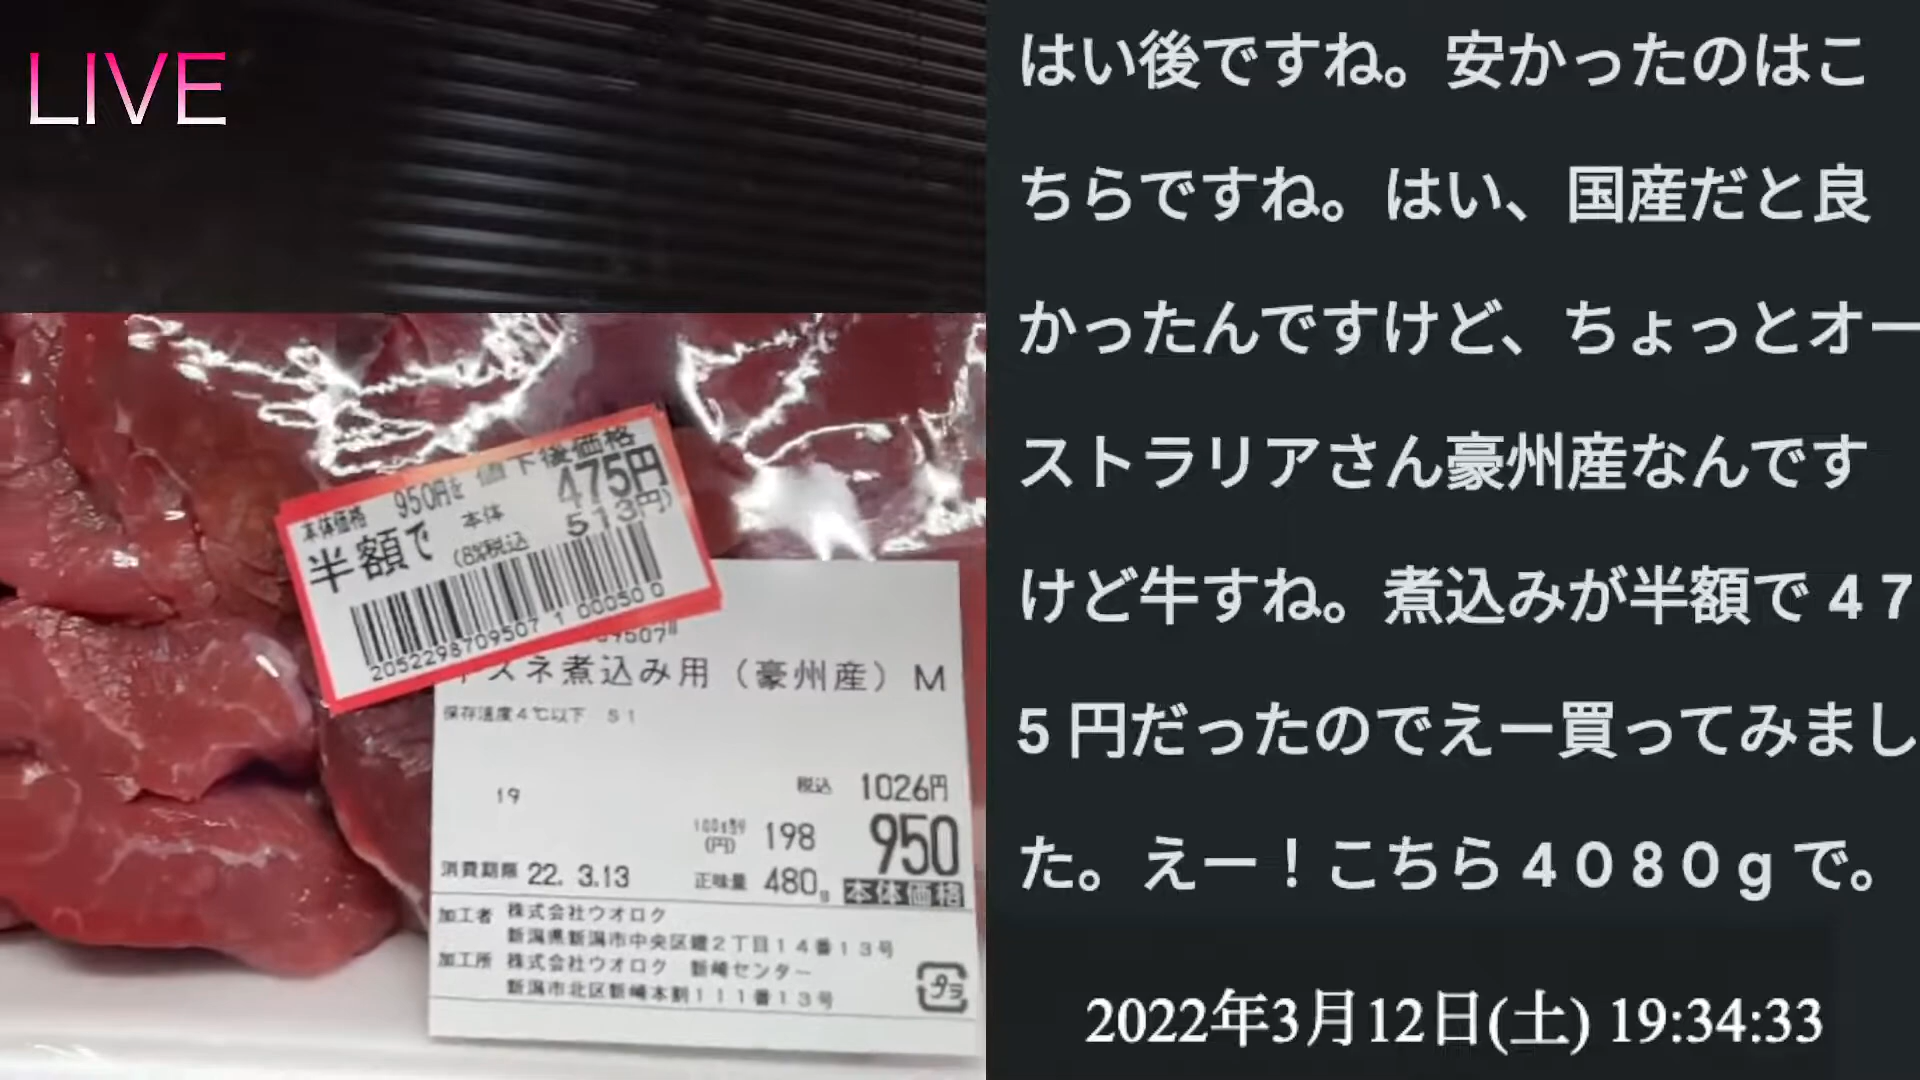 LIVE
本体価格 950円を 値下後価格
半額で 本体 475円
(8%税込 513円)
2052298709507 1 00050 0
スネ煮込み用(豪州産)M
保存温度4℃以下 S1
19
税込 1026円
100g当り(円) 198 950
消費期限 22. 3.13 正味量 480g 本体価格
加工者 株式会社ウオロク
新潟県新潟市中央区鐙2丁目14番13号
加工所 株式会社ウオロク 新崎センター
新潟市北区新崎本割111番13号
プラ
はい後ですね。安かったのはこ
ちらですね。はい、国産だと良
かったんですけど、ちょっとオー
ストラリアさん豪州産なんです
けど牛すね。煮込みが半額で47
5円だったのでえー買ってみまし
た。えー!こちら4080gで。
2022年3月12日(土) 19:34:33